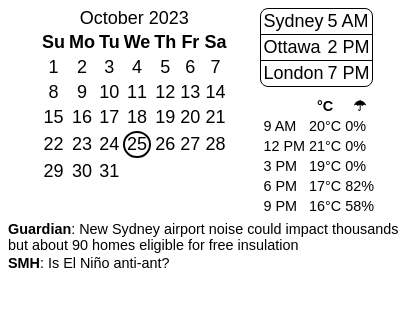 October 2023
Su Mo Tu We Th Fr Sa
1 2 3 4 5 6 7
8 9 10 11 12 13 14
15 16 17 18 19 20 21
22 23 24 25 26 27 28
29 30 31
Sydney 5 AM
Ottawa 2 PM
London 7 PM
°C ☂
9 AM 20°C 0%
12 PM 21°C 0%
3 PM 19°C 0%
6 PM 17°C 82%
9 PM 16°C 58%
Guardian: New Sydney airport noise could impact thousands
but about 90 homes eligible for free insulation
SMH: Is El Niño anti-ant?